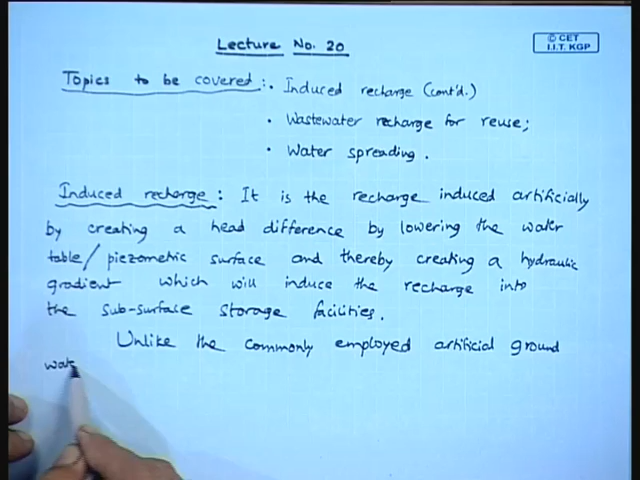 Lecture No. 20
© CET
I.I.T. KGP
Topics to be covered : • Induced recharge (cont'd.)
• Wastewater recharge for reuse;
• Water spreading.
Induced recharge : It is the recharge induced artificially
by creating a head difference by lowering the water
table/piezometric surface and thereby creating a hydraulic
gradient which will induce the recharge into
the sub-surface storage facilities.
Unlike the commonly employed artificial ground
wat